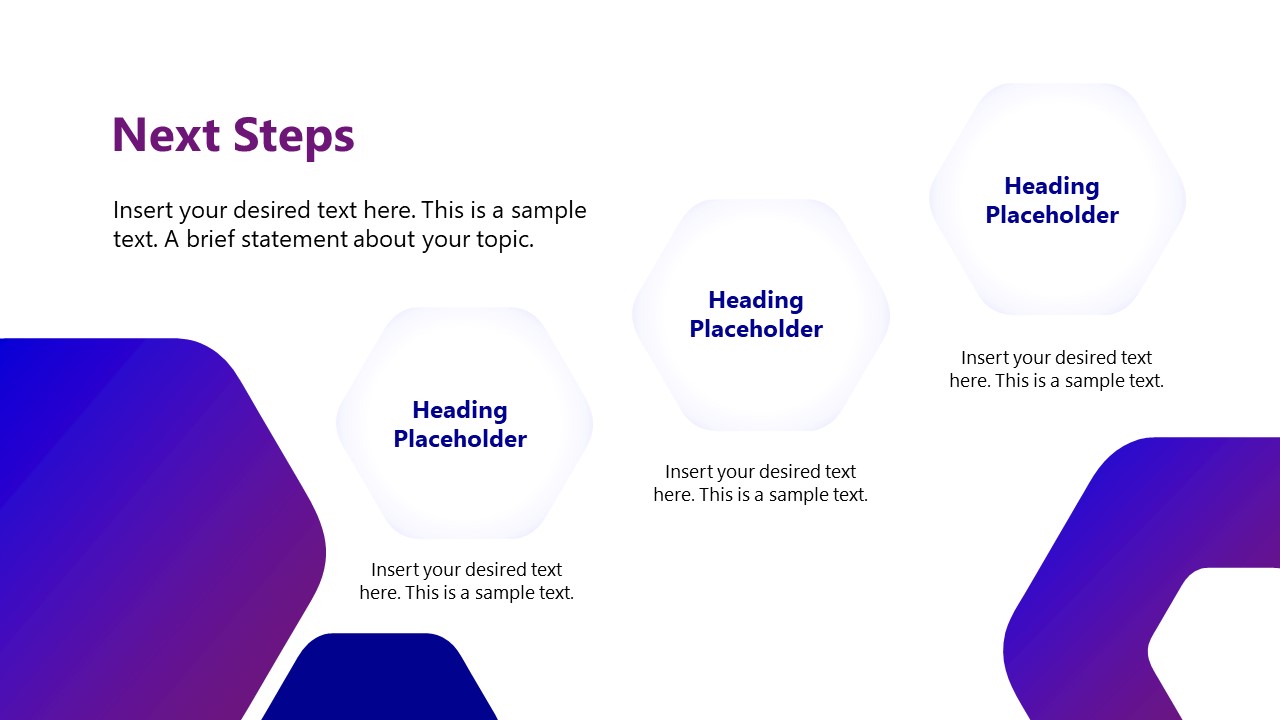 Next Steps
Insert your desired text here. This is a sample
text. A brief statement about your topic.
Heading
Placeholder
Insert your desired text
here. This is a sample text.
Heading
Placeholder
Insert your desired text
here. This is a sample text.
Heading
Placeholder
Insert your desired text
here. This is a sample text.